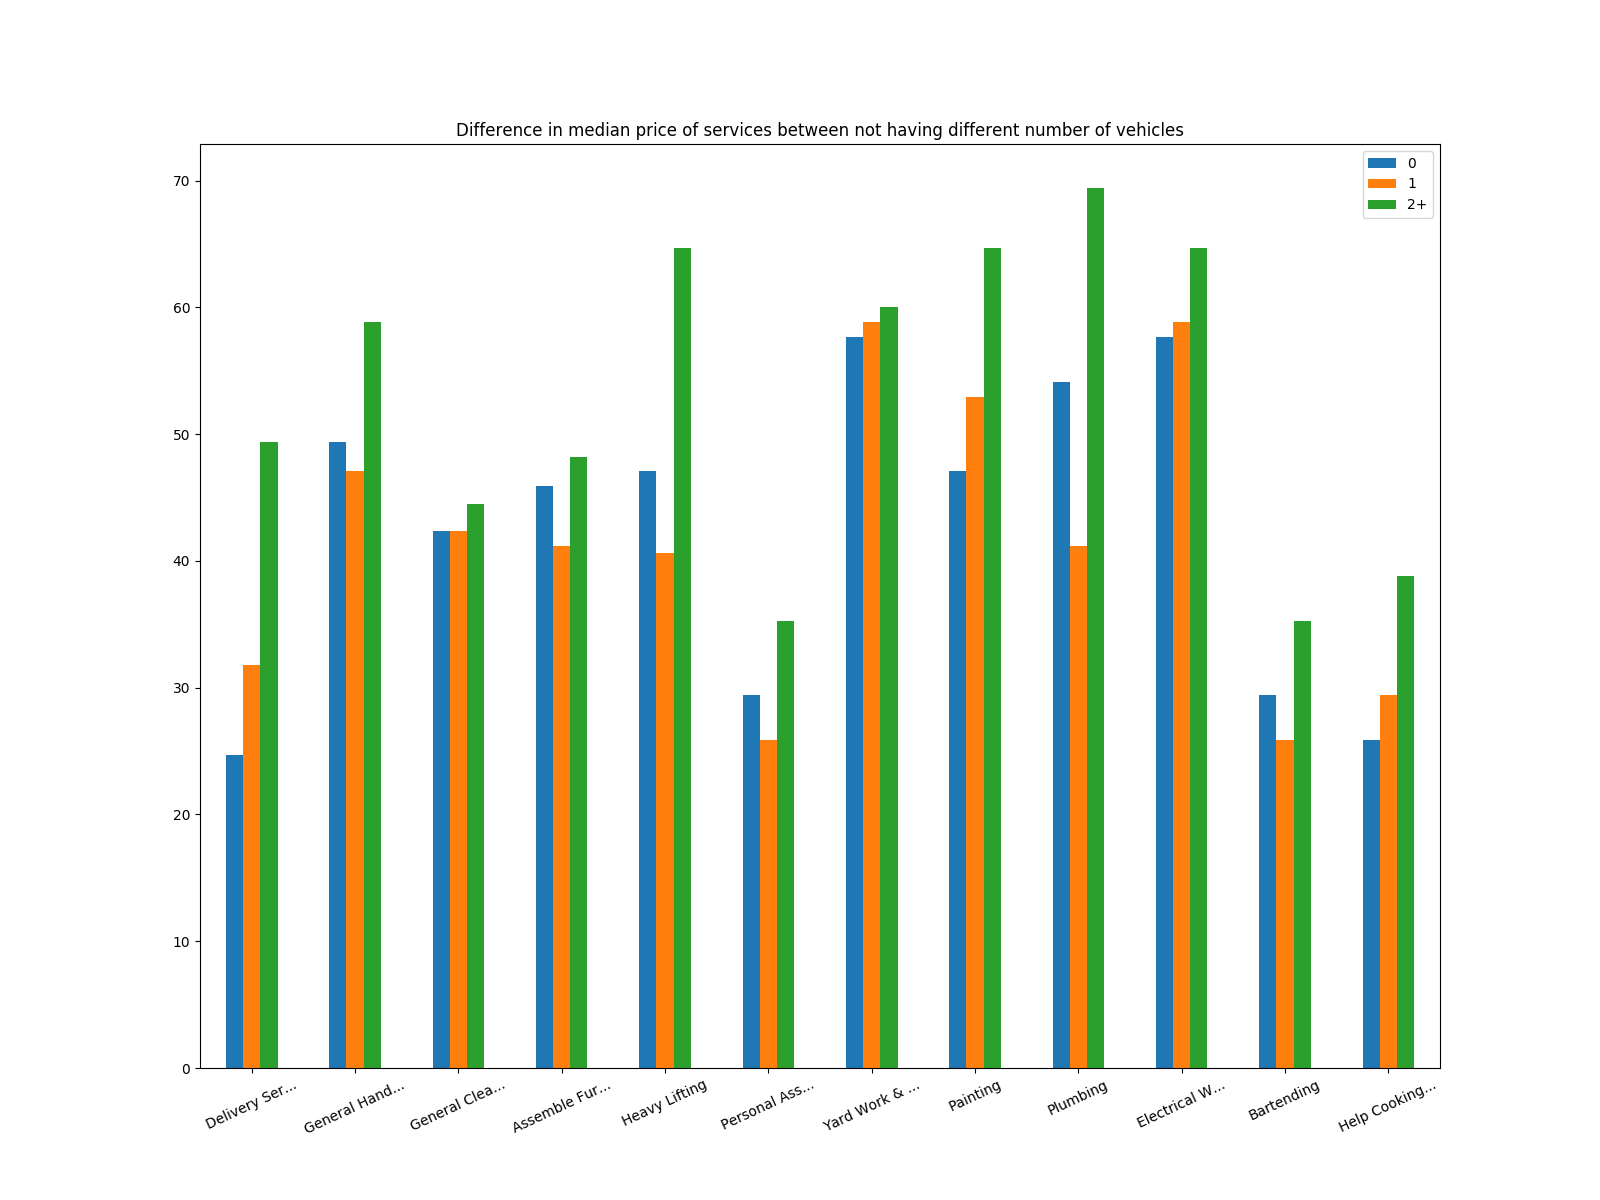 Difference in median price of services between not having different number of vehicles
0
1
2+
70
60
50
40
30
20
10
0
Delivery Ser...
General Hand...
General Clea...
Assemble Fur...
Heavy Lifting
Personal Ass...
Yard Work & ...
Painting
Plumbing
Electrical W...
Bartending
Help Cooking...